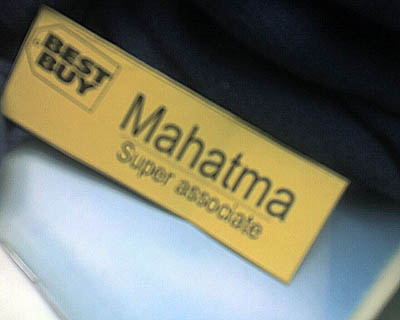 BEST
BUY
Mahatma
Super associate